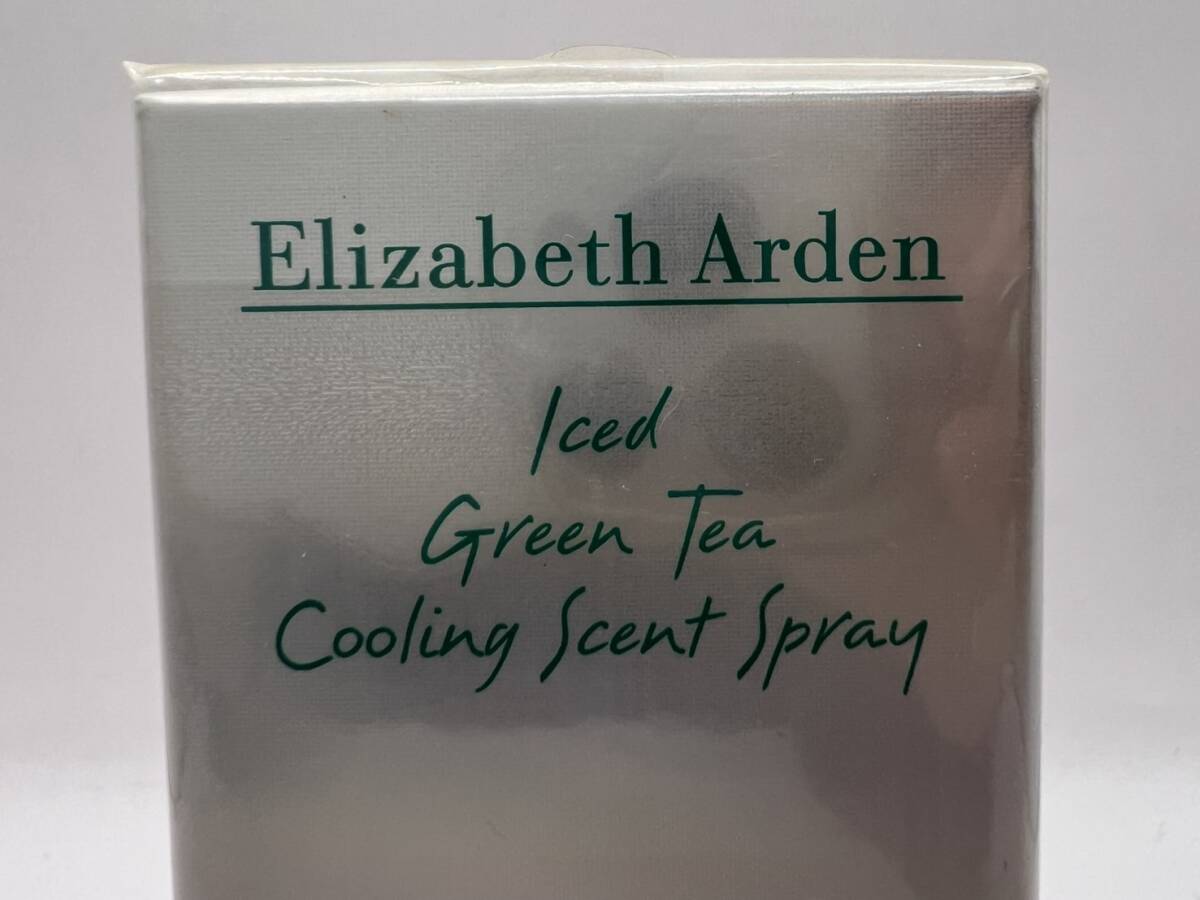 Elizabeth Arden
Iced
Green Tea
Cooling Scent Spray